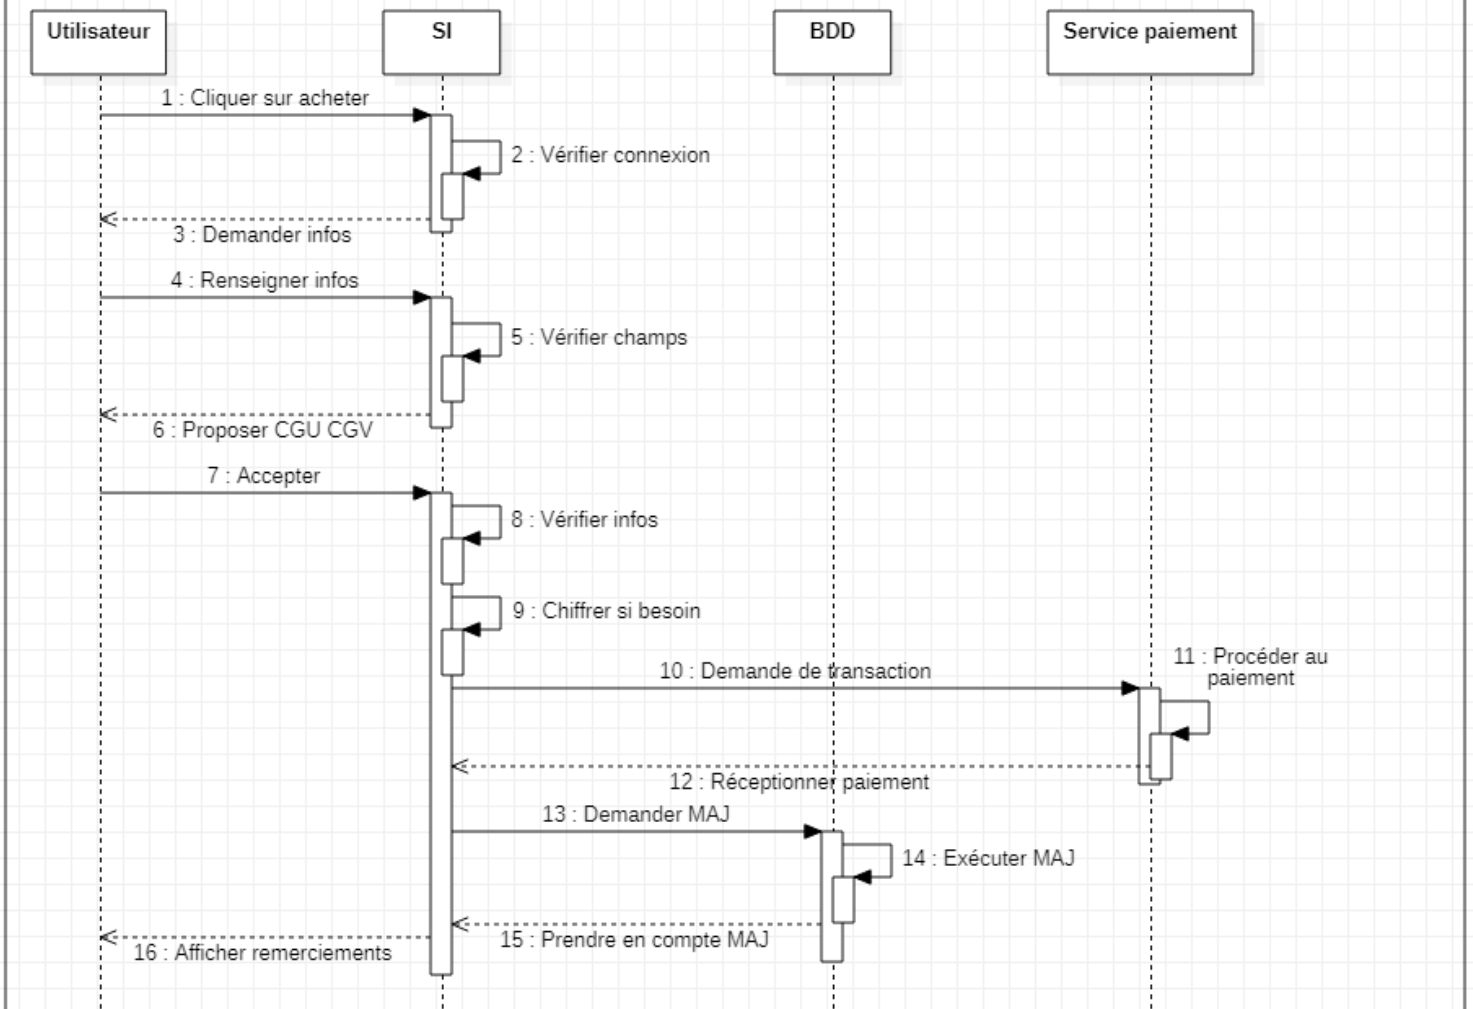 Utilisateur
SI
BDD
Service paiement
1 : Cliquer sur acheter
2 : Vérifier connexion
3 : Demander infos
4 : Renseigner infos
5 : Vérifier champs
6 : Proposer CGU CGV
7 : Accepter
8 : Vérifier infos
9 : Chiffrer si besoin
10 : Demande de transaction
11 : Procéder au
paiement
12 : Réceptionner paiement
13 : Demander MAJ
14 : Exécuter MAJ
15 : Prendre en compte MAJ
16 : Afficher remerciements